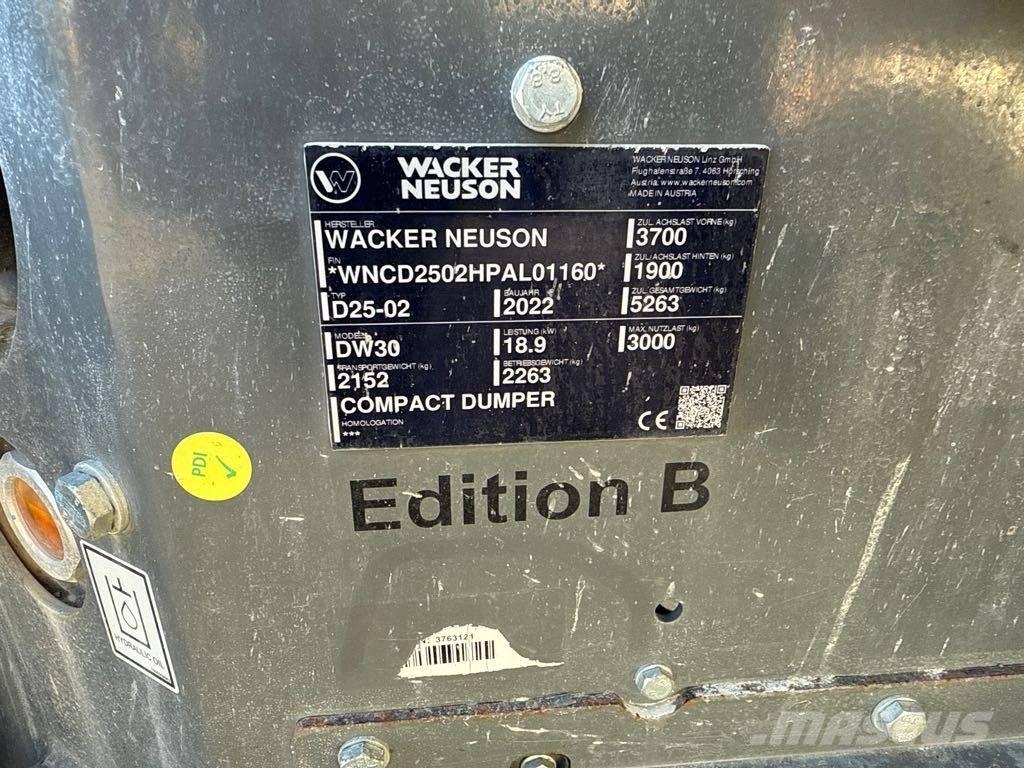 8.8
WACKER
NEUSON
WACKER NEUSON Linz GmbH
Flughafenstraße 7, 4063 Hörsching
Austria, www.wackerneuson.com
MADE IN AUSTRIA
HERSTELLER
WACKER NEUSON
ZUL. ACHSLAST VORNE (kg)
3700
FIN
*WNCD2502HPAL01160*
ZUL. ACHSLAST HINTEN (kg)
1900
TYP
D25-02
BAUJAHR
2022
ZUL. GESAMTGEWICHT (kg)
5263
MODELL
DW30
LEISTUNG (kW)
18.9
MAX. NUTZLAST (kg)
3000
TRANSPORTGEWICHT (kg)
2152
BETRIEBSGEWICHT (kg)
2263
COMPACT DUMPER
HOMOLOGATION
***
CE
PDI
Edition B
HYDRAULIC OIL
3763121
MASCUS